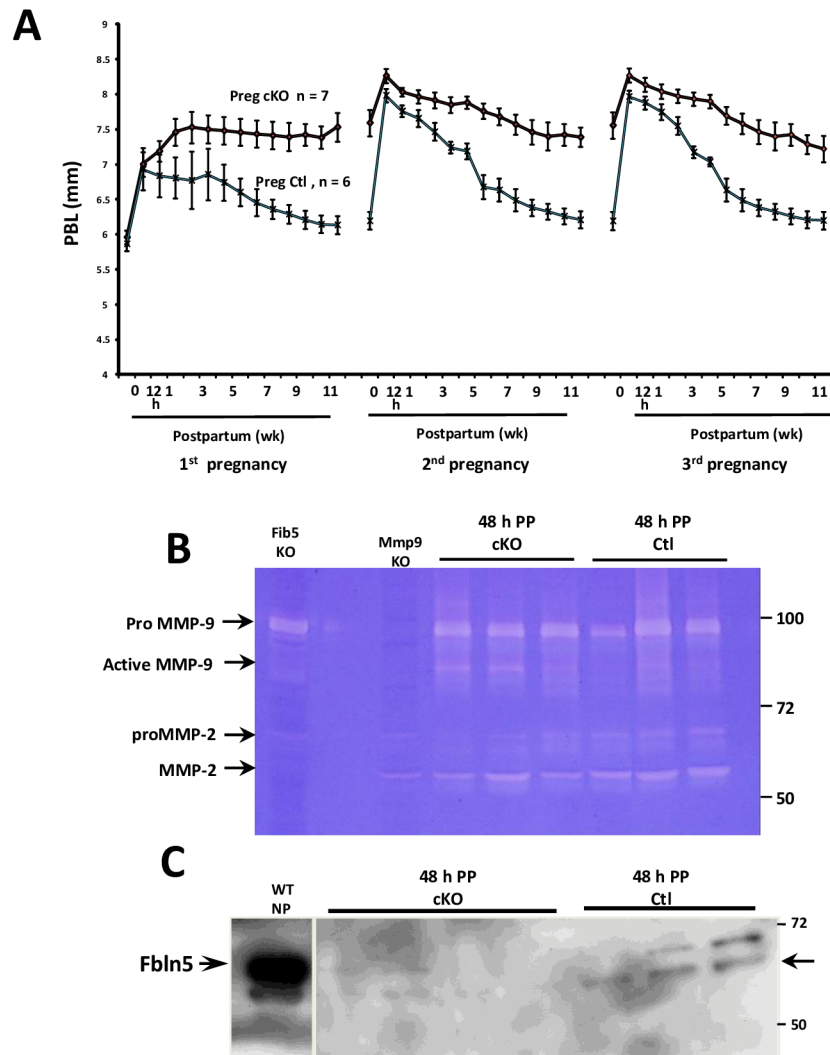 A
9
8.5
8
7.5
7
6.5
6
5.5
5
4.5
4
PBL (mm)
Preg cKO n = 7
Preg Ctl , n = 6
0 12 h 1 3 5 7 9 11
0 12 h 1 3 5 7 9 11
0 12 h 1 3 5 7 9 11
Postpartum (wk)
Postpartum (wk)
Postpartum (wk)
1st pregnancy
2nd pregnancy
3rd pregnancy
B
Fib5
KO
Mmp9
KO
48 h PP
cKO
48 h PP
Ctl
Pro MMP-9
Active MMP-9
proMMP-2
MMP-2
100
72
50
C
WT
NP
48 h PP
cKO
48 h PP
Ctl
Fbln5
72
50